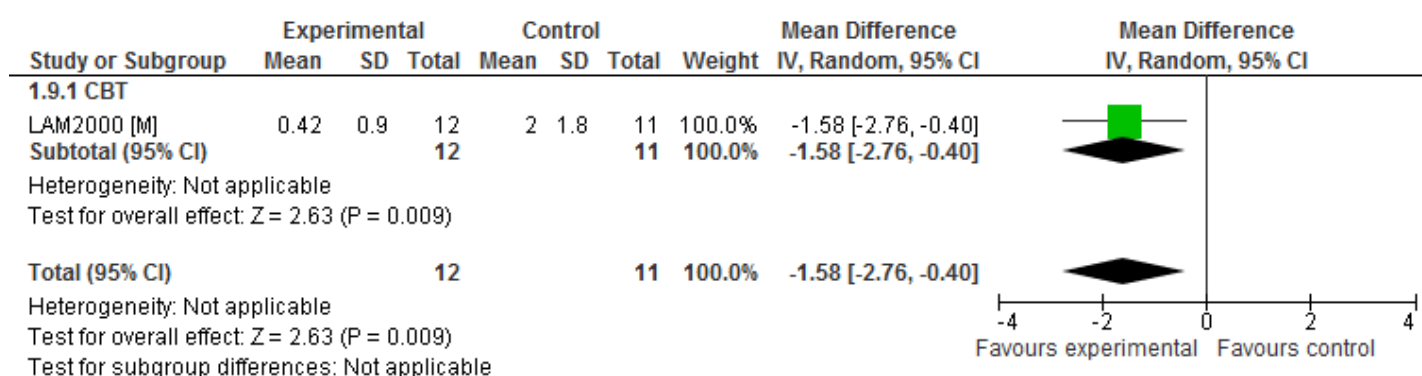 Experimental Control Mean Difference Mean Difference
Study or Subgroup Mean SD Total Mean SD Total Weight IV, Random, 95% CI IV, Random, 95% CI
1.9.1 CBT
LAM2000 [M] 0.42 0.9 12 2 1.8 11 100.0% -1.58 [-2.76, -0.40]
Subtotal (95% CI) 12 11 100.0% -1.58 [-2.76, -0.40]
Heterogeneity: Not applicable
Test for overall effect: Z = 2.63 (P = 0.009)
Total (95% CI) 12 11 100.0% -1.58 [-2.76, -0.40]
Heterogeneity: Not applicable
Test for overall effect: Z = 2.63 (P = 0.009)
Test for subgroup differences: Not applicable
-4 -2 0 2 4
Favours experimental Favours control